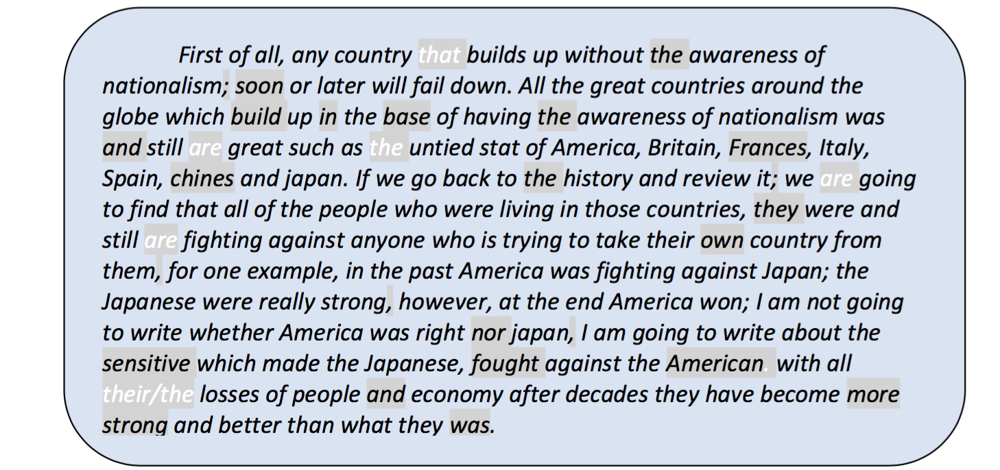 First of all, any country that builds up without the awareness of
nationalism; soon or later will fail down. All the great countries around the
globe which build up in the base of having the awareness of nationalism was
and still are great such as the untied stat of America, Britain, Frances, Italy,
Spain, chines and japan. If we go back to the history and review it; we are going
to find that all of the people who were living in those countries, they were and
still are fighting against anyone who is trying to take their own country from
them, for one example, in the past America was fighting against Japan; the
Japanese were really strong, however, at the end America won; I am not going
to write whether America was right nor japan, I am going to write about the
sensitive which made the Japanese, fought against the American. with all
their/the losses of people and economy after decades they have become more
strong and better than what they was.